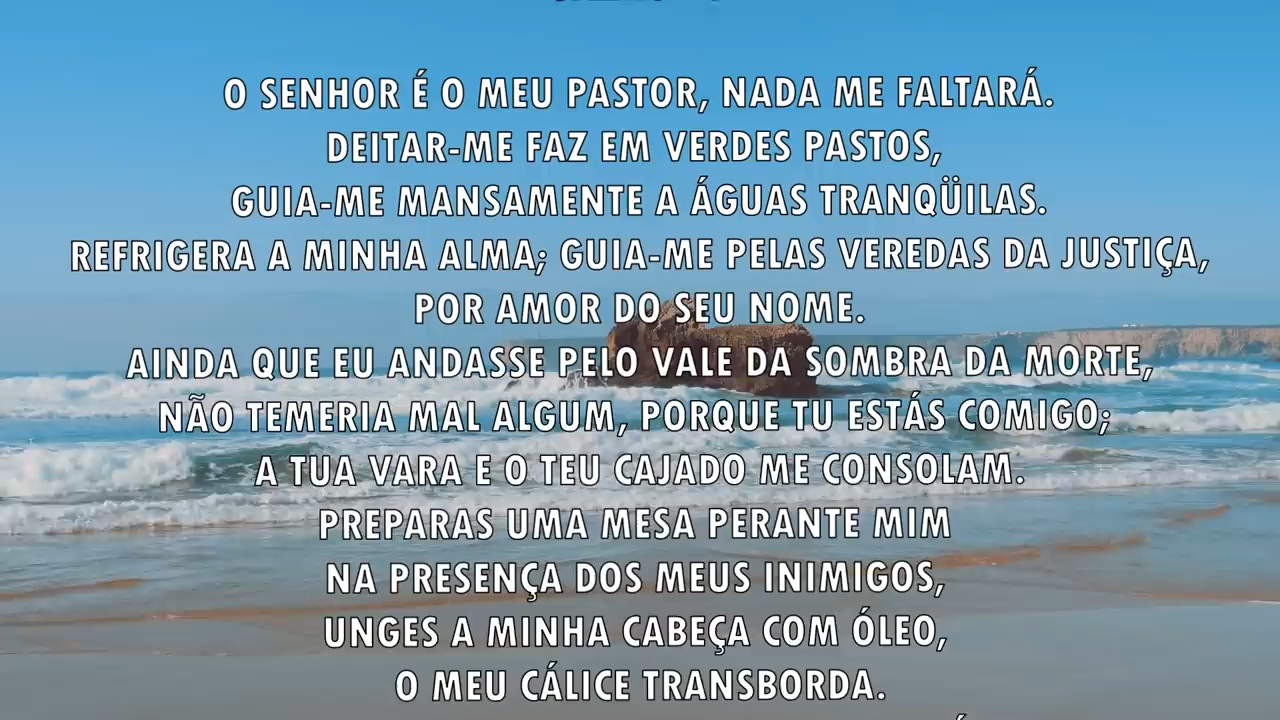 O SENHOR É O MEU PASTOR, NADA ME FALTARÁ.
DEITAR-ME FAZ EM VERDES PASTOS,
GUIA-ME MANSAMENTE A ÁGUAS TRANQÜILAS.
REFRIGERA A MINHA ALMA; GUIA-ME PELAS VEREDAS DA JUSTIÇA,
POR AMOR DO SEU NOME.
AINDA QUE EU ANDASSE PELO VALE DA SOMBRA DA MORTE,
NÃO TEMERIA MAL ALGUM, PORQUE TU ESTÁS COMIGO;
A TUA VARA E O TEU CAJADO ME CONSOLAM.
PREPARAS UMA MESA PERANTE MIM
NA PRESENÇA DOS MEUS INIMIGOS,
UNGES A MINHA CABEÇA COM ÓLEO,
O MEU CÁLICE TRANSBORDA.